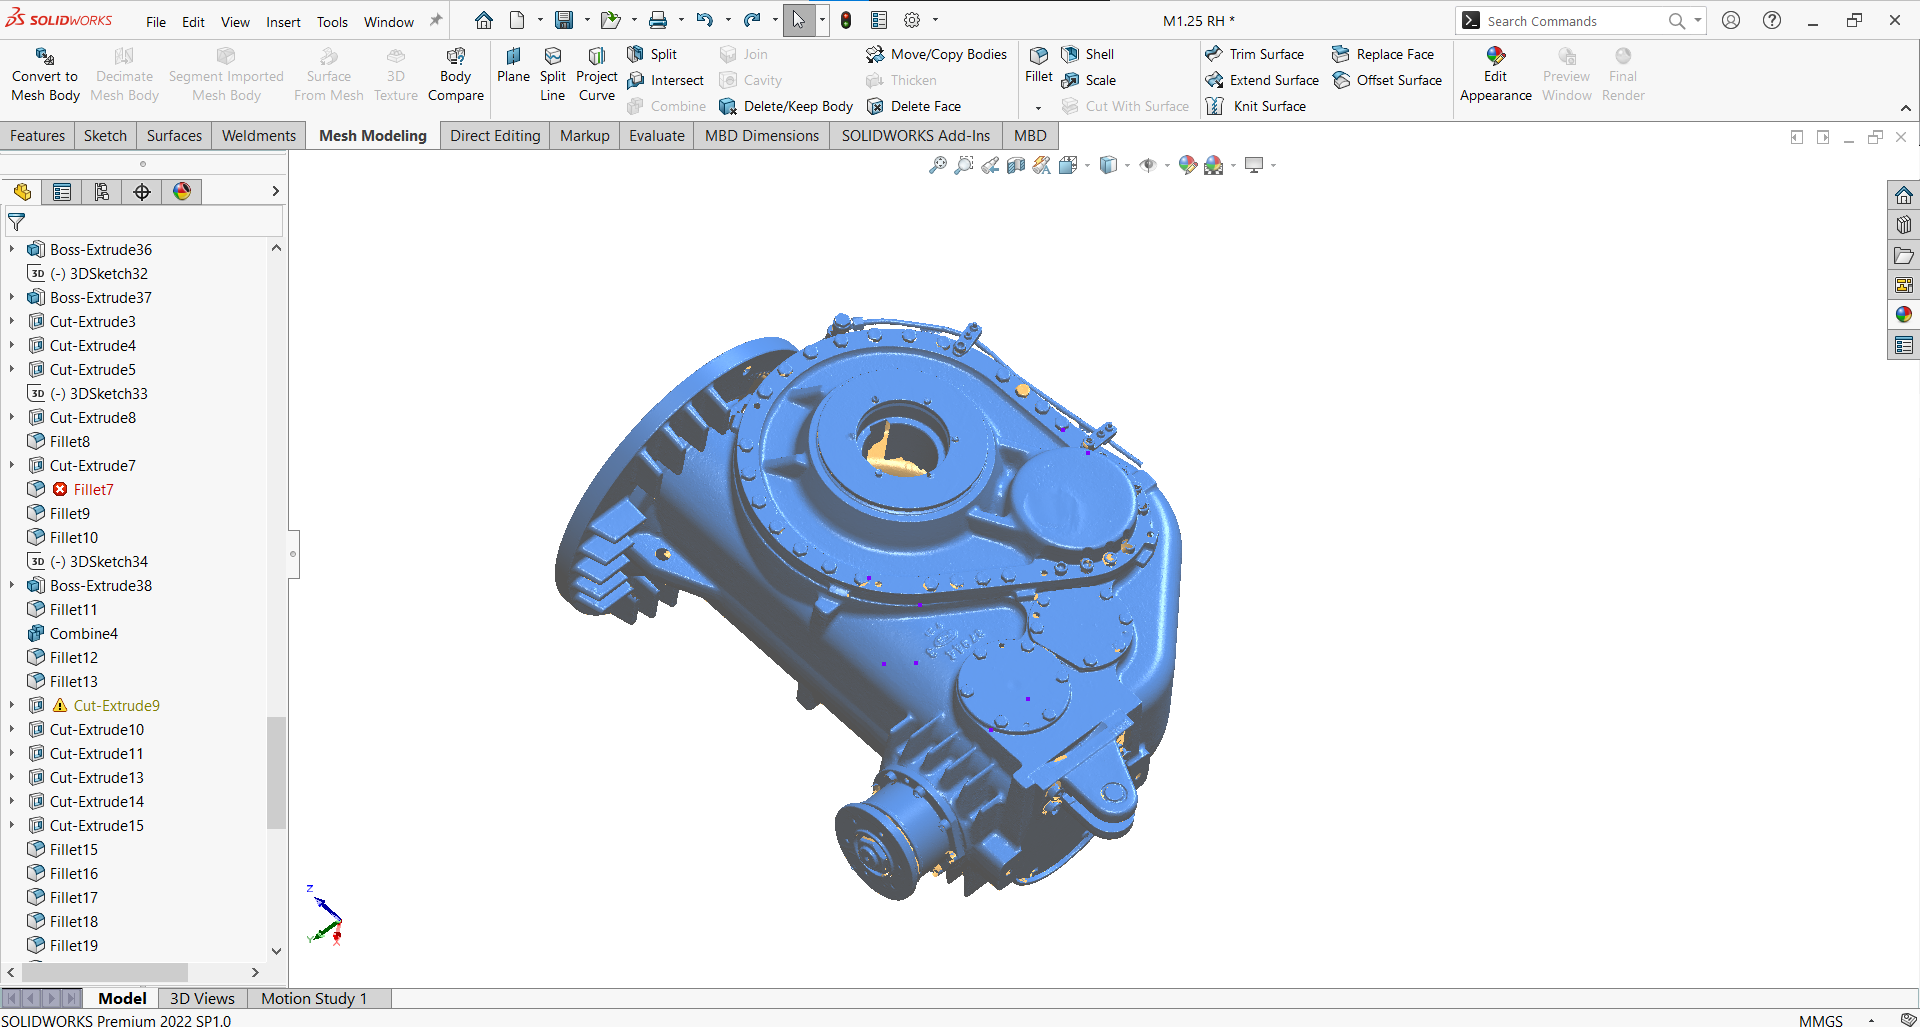 SOLIDWORKS File Edit View Insert Tools Window M1.25 RH * Search Commands
Convert to Mesh Body
Decimate Mesh Body
Segment Imported Mesh Body
Surface From Mesh
3D Texture
Body Compare
Plane
Split Line
Project Curve
Split
Intersect
Combine
Join
Cavity
Delete/Keep Body
Move/Copy Bodies
Thicken
Delete Face
Fillet
Shell
Scale
Cut With Surface
Trim Surface
Extend Surface
Knit Surface
Replace Face
Offset Surface
Edit Appearance
Preview Window
Final Render
Features Sketch Surfaces Weldments Mesh Modeling Direct Editing Markup Evaluate MBD Dimensions SOLIDWORKS Add-Ins MBD
Boss-Extrude36
3D (-) 3DSketch32
Boss-Extrude37
Cut-Extrude3
Cut-Extrude4
Cut-Extrude5
3D (-) 3DSketch33
Cut-Extrude8
Fillet8
Cut-Extrude7
Fillet7
Fillet9
Fillet10
3D (-) 3DSketch34
Boss-Extrude38
Fillet11
Combine4
Fillet12
Fillet13
Cut-Extrude9
Cut-Extrude10
Cut-Extrude11
Cut-Extrude13
Cut-Extrude14
Cut-Extrude15
Fillet15
Fillet16
Fillet17
Fillet18
Fillet19
Z
Y
X
Model 3D Views Motion Study 1
SOLIDWORKS Premium 2022 SP1.0 MMGS